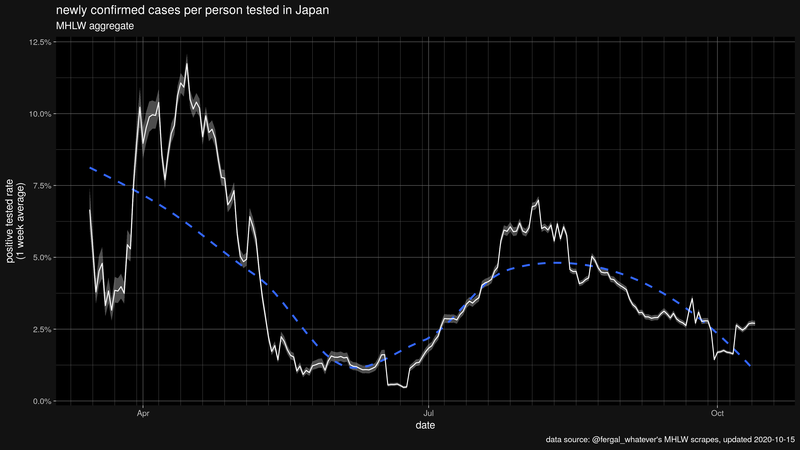 newly confirmed cases per person tested in Japan
MHLW aggregate
12.5%
10.0%
7.5%
5.0%
2.5%
0.0%
positive tested rate
(1 week average)
Apr
Jul
Oct
date
data source: @fergal_whatever's MHLW scrapes, updated 2020-10-15